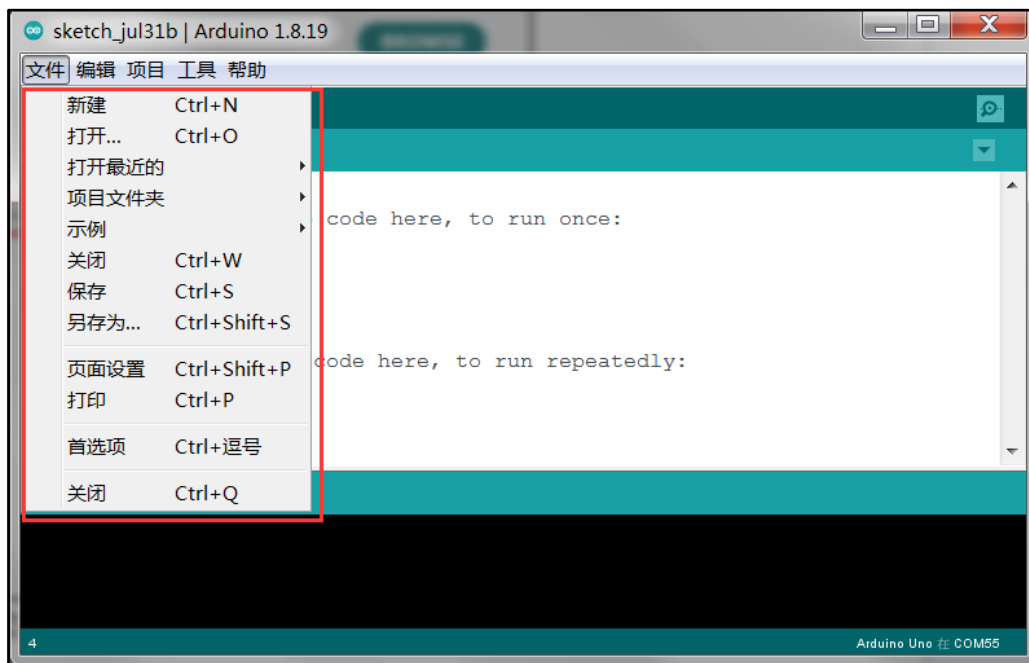 sketch_jul31b | Arduino 1.8.19
文件 编辑 项目 工具 帮助
新建 Ctrl+N
打开... Ctrl+O
打开最近的
项目文件夹
示例
code here, to run once:
关闭 Ctrl+W
保存 Ctrl+S
另存为... Ctrl+Shift+S
页面设置 Ctrl+Shift+P
code here, to run repeatedly:
打印 Ctrl+P
首选项 Ctrl+逗号
关闭 Ctrl+Q
4
Arduino Uno 在 COM55